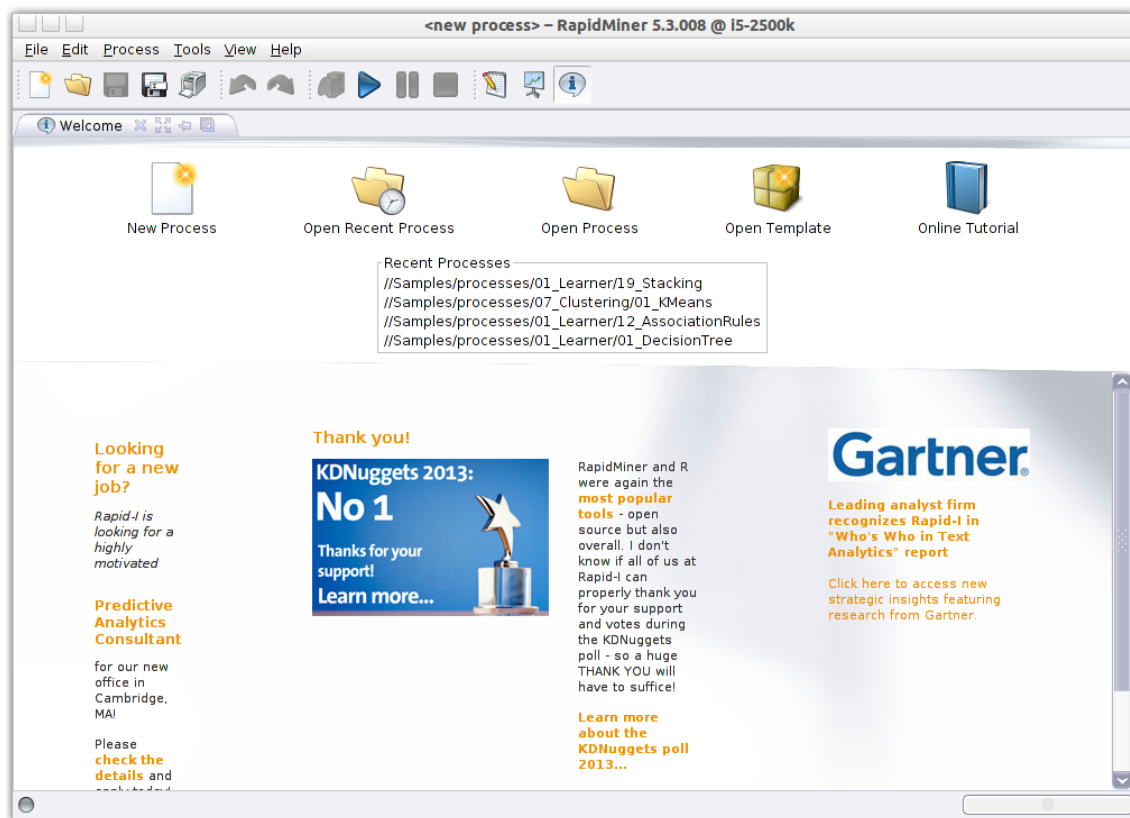 <new process> – RapidMiner 5.3.008 @ i5-2500k
File Edit Process Tools View Help
Welcome
New Process
Open Recent Process
Open Process
Open Template
Online Tutorial
Recent Processes
//Samples/processes/01_Learner/19_Stacking
//Samples/processes/07_Clustering/01_KMeans
//Samples/processes/01_Learner/12_AssociationRules
//Samples/processes/01_Learner/01_DecisionTree
Looking
for a new
job?
Rapid-I is
looking for a
highly
motivated
Predictive
Analytics
Consultant
for our new
office in
Cambridge,
MA!
Please
check the
details and
apply today!
Thank you!
KDNuggets 2013:
No 1
Thanks for your
support!
Learn more...
RapidMiner and R
were again the
most popular
tools - open
source but also
overall. I don't
know if all of us at
Rapid-I can
properly thank you
for your support
and votes during
the KDNuggets
poll - so a huge
THANK YOU will
have to suffice!
Learn more
about the
KDNuggets poll
2013...
Gartner®
Leading analyst firm
recognizes Rapid-I in
"Who's Who in Text
Analytics" report
Click here to access new
strategic insights featuring
research from Gartner.